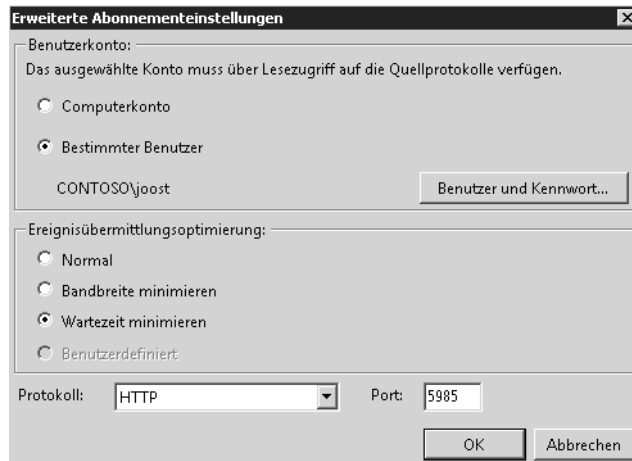 Erweiterte Abonnementeinstellungen
Benutzerkonto:
Das ausgewählte Konto muss über Lesezugriff auf die Quellprotokolle verfügen.
Computerkonto
Bestimmter Benutzer
CONTOSO\joost
Benutzer und Kennwort...
Ereignisübermittlungsoptimierung:
Normal
Bandbreite minimieren
Wartezeit minimieren
Benutzerdefiniert
Protokoll: HTTP Port: 5985
OK Abbrechen